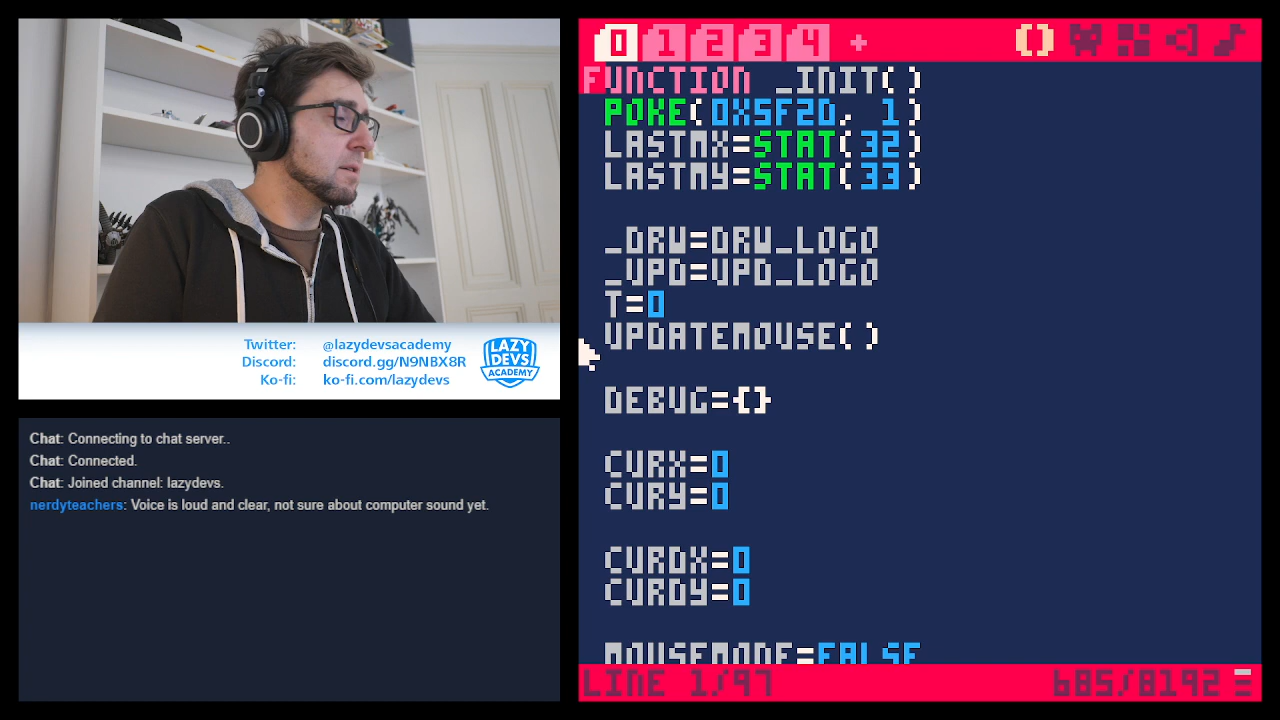 Twitter: @lazydevsacademy
Discord: discord.gg/N9NBX8R
Ko-fi: ko-fi.com/lazydevs
LAZY
DEVS
ACADEMY
Chat: Connecting to chat server..
Chat: Connected.
Chat: Joined channel: lazydevs.
nerdyteachers: Voice is loud and clear, not sure about computer sound yet.
0 1 2 3 4 +
FUNCTION _INIT()
POKE(0X5F2D, 1)
LASTMX=STAT(32)
LASTMY=STAT(33)
_DRW=DRW_LOGO
_UPD=UPD_LOGO
T=0
UPDATEMOUSE()
DEBUG={}
CURX=0
CURY=0
CURDX=0
CURDY=0
MOUSEMODE=FALSE
LINE 1/97
685/8192